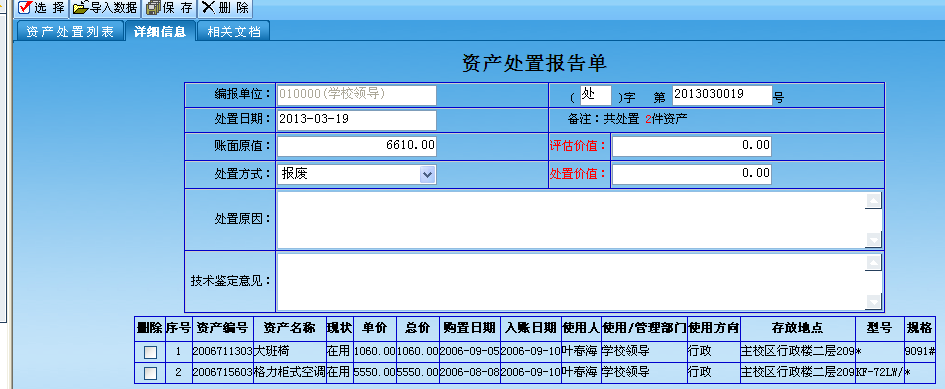 选 择 导入数据 保 存 删 除
资产处置列表 详细信息 相关文档
资产处置报告单
编报单位： 010000(学校领导) ( 处 )字 第 2013030019 号
处置日期： 2013-03-19 备注：共处置 2件资产
账面原值： 6610.00 评估价值： 0.00
处置方式： 报废 处置价值： 0.00
处置原因：
技术鉴定意见：
删除 序号 资产编号 资产名称 现状 单价 总价 购置日期 入账日期 使用人 使用/管理部门 使用方向 存放地点 型号 规格
1 2006711303 大班椅 在用 1060.00 1060.00 2006-09-05 2006-09-10 叶春海 学校领导 行政 主校区行政楼二层209 * 9091#
2 2006715603 格力柜式空调 在用 5550.00 5550.00 2006-08-08 2006-09-10 叶春海 学校领导 行政 主校区行政楼二层209 KF-72LW/ *